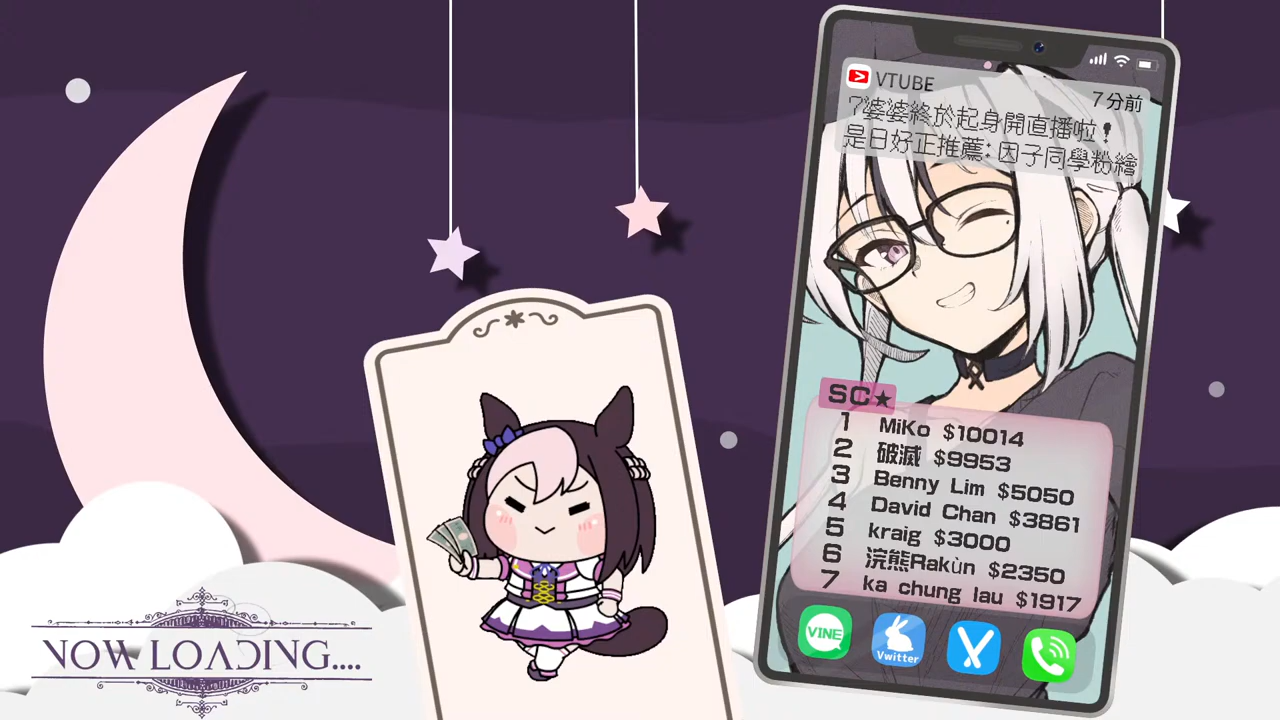 VTUBE
7分前
7婆婆終於起身開直播啦!
是日好正推薦:因子同學粉繪
SC★
1 MiKo $10014
2 破滅 $9953
3 Benny Lim $5050
4 David Chan $3861
5 kraig $3000
6 浣熊Rakùn $2350
7 ka chung lau $1917
VINE
Vwitter
NOW LOADING....